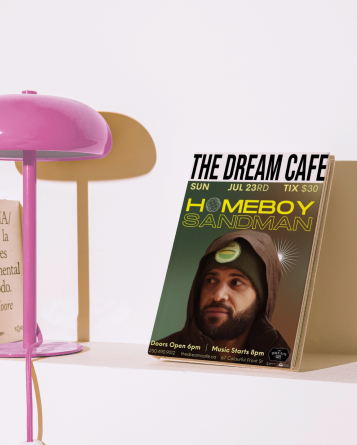 THE DREAM CAFE
SUN JUL 23RD TIX $30
HOMEBOY
SANDMAN
Doors Open 6pm | Music Starts 8pm
la
es
mental
do.